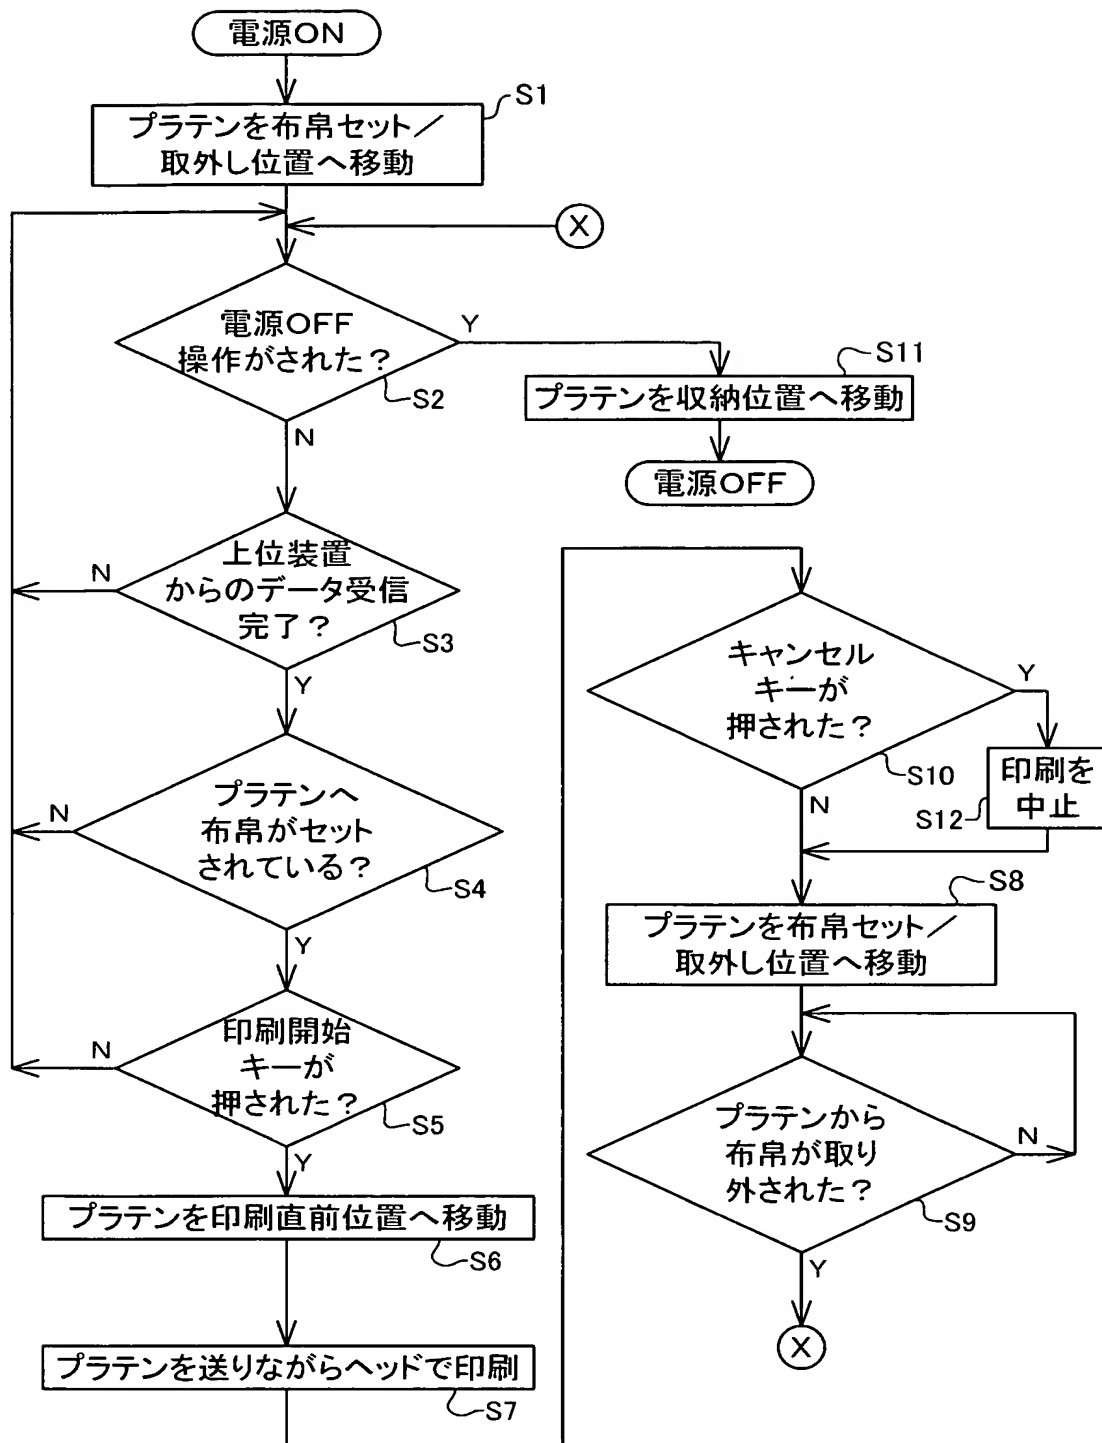 電源ON
S1
プラテンを布帛セット／
取外し位置へ移動
X
電源OFF
操作がされた？
Y
S2
N
S11
プラテンを収納位置へ移動
電源OFF
上位装置
からのデータ受信
完了？
N
S3
Y
プラテンへ
布帛がセット
されている？
N
S4
Y
印刷開始
キーが
押された？
N
S5
Y
プラテンを印刷直前位置へ移動
S6
プラテンを送りながらヘッドで印刷
S7
キャンセル
キーが
押された？
Y
S10
N
印刷を
中止
S12
S8
プラテンを布帛セット／
取外し位置へ移動
プラテンから
布帛が取り
外された？
N
S9
Y
X